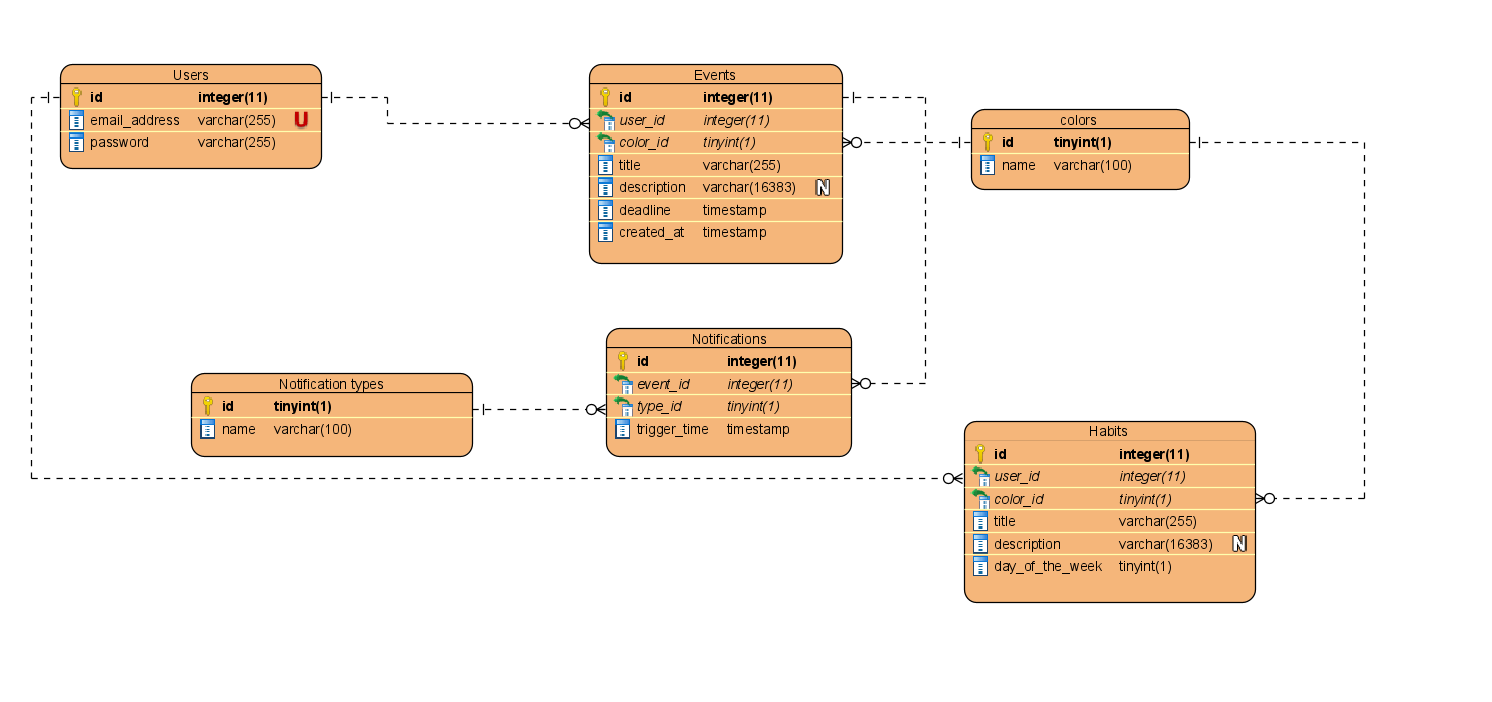 Users
id integer(11)
email_address varchar(255) U
password varchar(255)
Events
id integer(11)
user_id integer(11)
color_id tinyint(1)
title varchar(255)
description varchar(16383) N
deadline timestamp
created_at timestamp
colors
id tinyint(1)
name varchar(100)
Notification types
id tinyint(1)
name varchar(100)
Notifications
id integer(11)
event_id integer(11)
type_id tinyint(1)
trigger_time timestamp
Habits
id integer(11)
user_id integer(11)
color_id tinyint(1)
title varchar(255)
description varchar(16383) N
day_of_the_week tinyint(1)